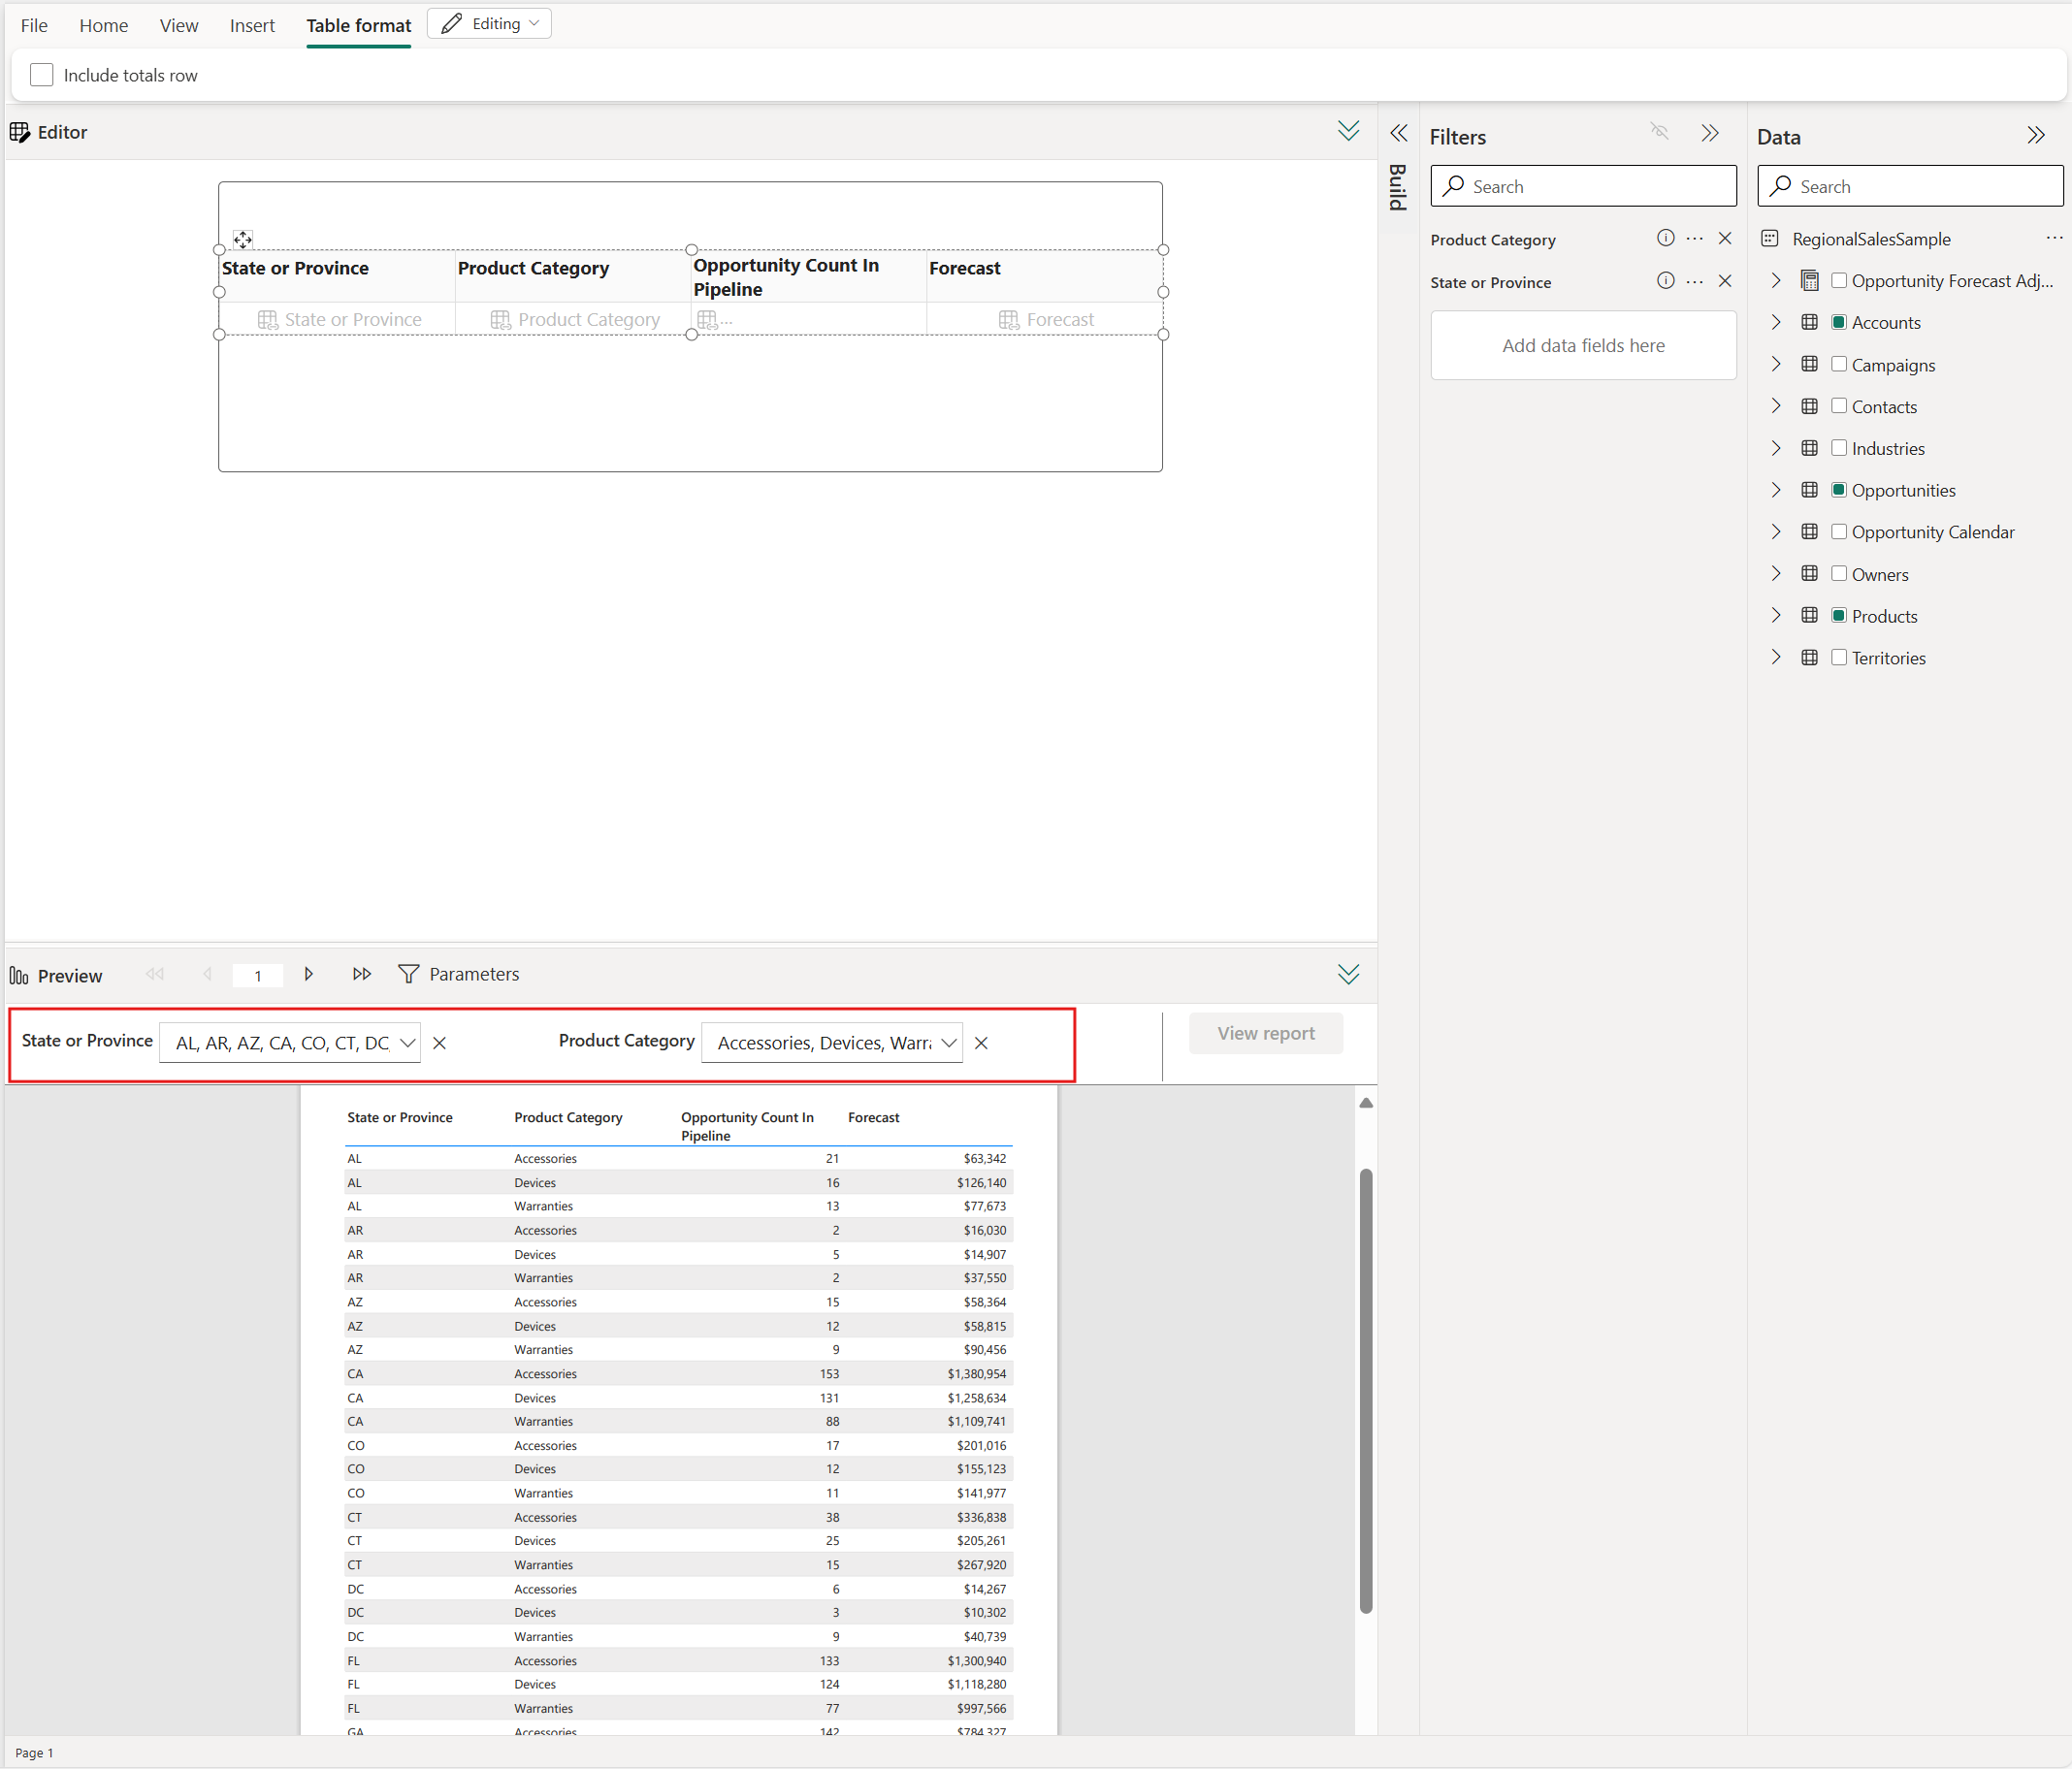 File Home View Insert Table format Editing
Include totals row
Editor
State or Province Product Category Opportunity Count In Pipeline Forecast
State or Province Product Category ... Forecast
Build
Filters
Search
Product Category
State or Province
Add data fields here
Data
Search
RegionalSalesSample
Opportunity Forecast Adj...
Accounts
Campaigns
Contacts
Industries
Opportunities
Opportunity Calendar
Owners
Products
Territories
Preview 1 Parameters
State or Province AL, AR, AZ, CA, CO, CT, DC, Product Category Accessories, Devices, Warra View report
State or Province Product Category Opportunity Count In Pipeline Forecast
AL Accessories 21 $63,342
AL Devices 16 $126,140
AL Warranties 13 $77,673
AR Accessories 2 $16,030
AR Devices 5 $14,907
AR Warranties 2 $37,550
AZ Accessories 15 $58,364
AZ Devices 12 $58,815
AZ Warranties 9 $90,456
CA Accessories 153 $1,380,954
CA Devices 131 $1,258,634
CA Warranties 88 $1,109,741
CO Accessories 17 $201,016
CO Devices 12 $155,123
CO Warranties 11 $141,977
CT Accessories 38 $336,838
CT Devices 25 $205,261
CT Warranties 15 $267,920
DC Accessories 6 $14,267
DC Devices 3 $10,302
DC Warranties 9 $40,739
FL Accessories 133 $1,300,940
FL Devices 124 $1,118,280
FL Warranties 77 $997,566
GA Accessories 142 $784,327
Page 1